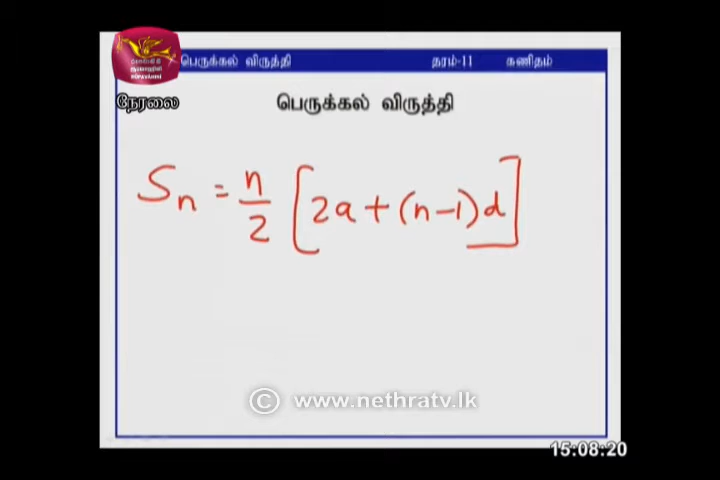 பெருக்கல் விருத்தி தரம்-11 கணிதம்
நேரலை
பெருக்கல் விருத்தி
Sn = n/2 [2a + (n-1)d]
© www.nethratv.lk
15:08:20